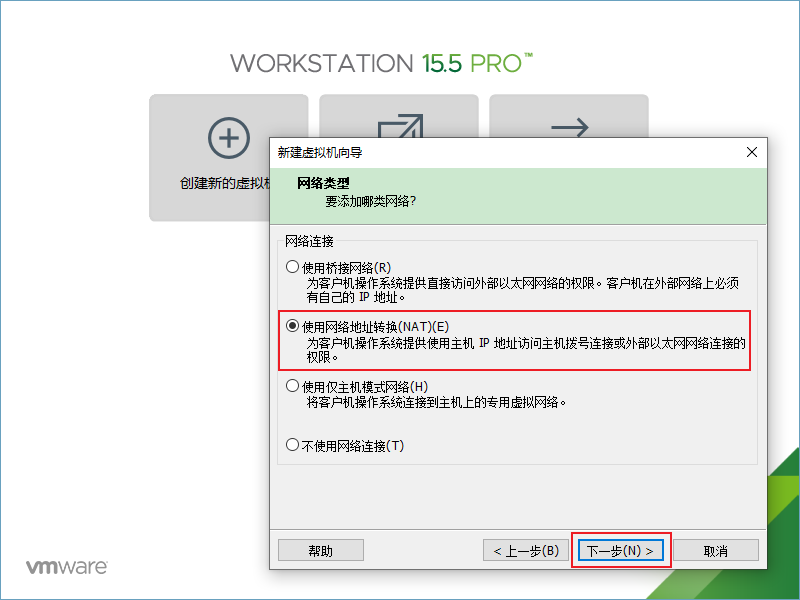 WORKSTATION 15.5 PRO™
创建新的虚拟机
新建虚拟机向导
网络类型
要添加哪类网络?
网络连接
使用桥接网络(R)
为客户机操作系统提供直接访问外部以太网网络的权限。客户机在外部网络上必须
有自己的 IP 地址。
使用网络地址转换(NAT)(E)
为客户机操作系统提供使用主机 IP 地址访问主机拨号连接或外部以太网网络连接的
权限。
使用仅主机模式网络(H)
将客户机操作系统连接到主机上的专用虚拟网络。
不使用网络连接(T)
帮助
< 上一步(B)
下一步(N) >
取消
vmware